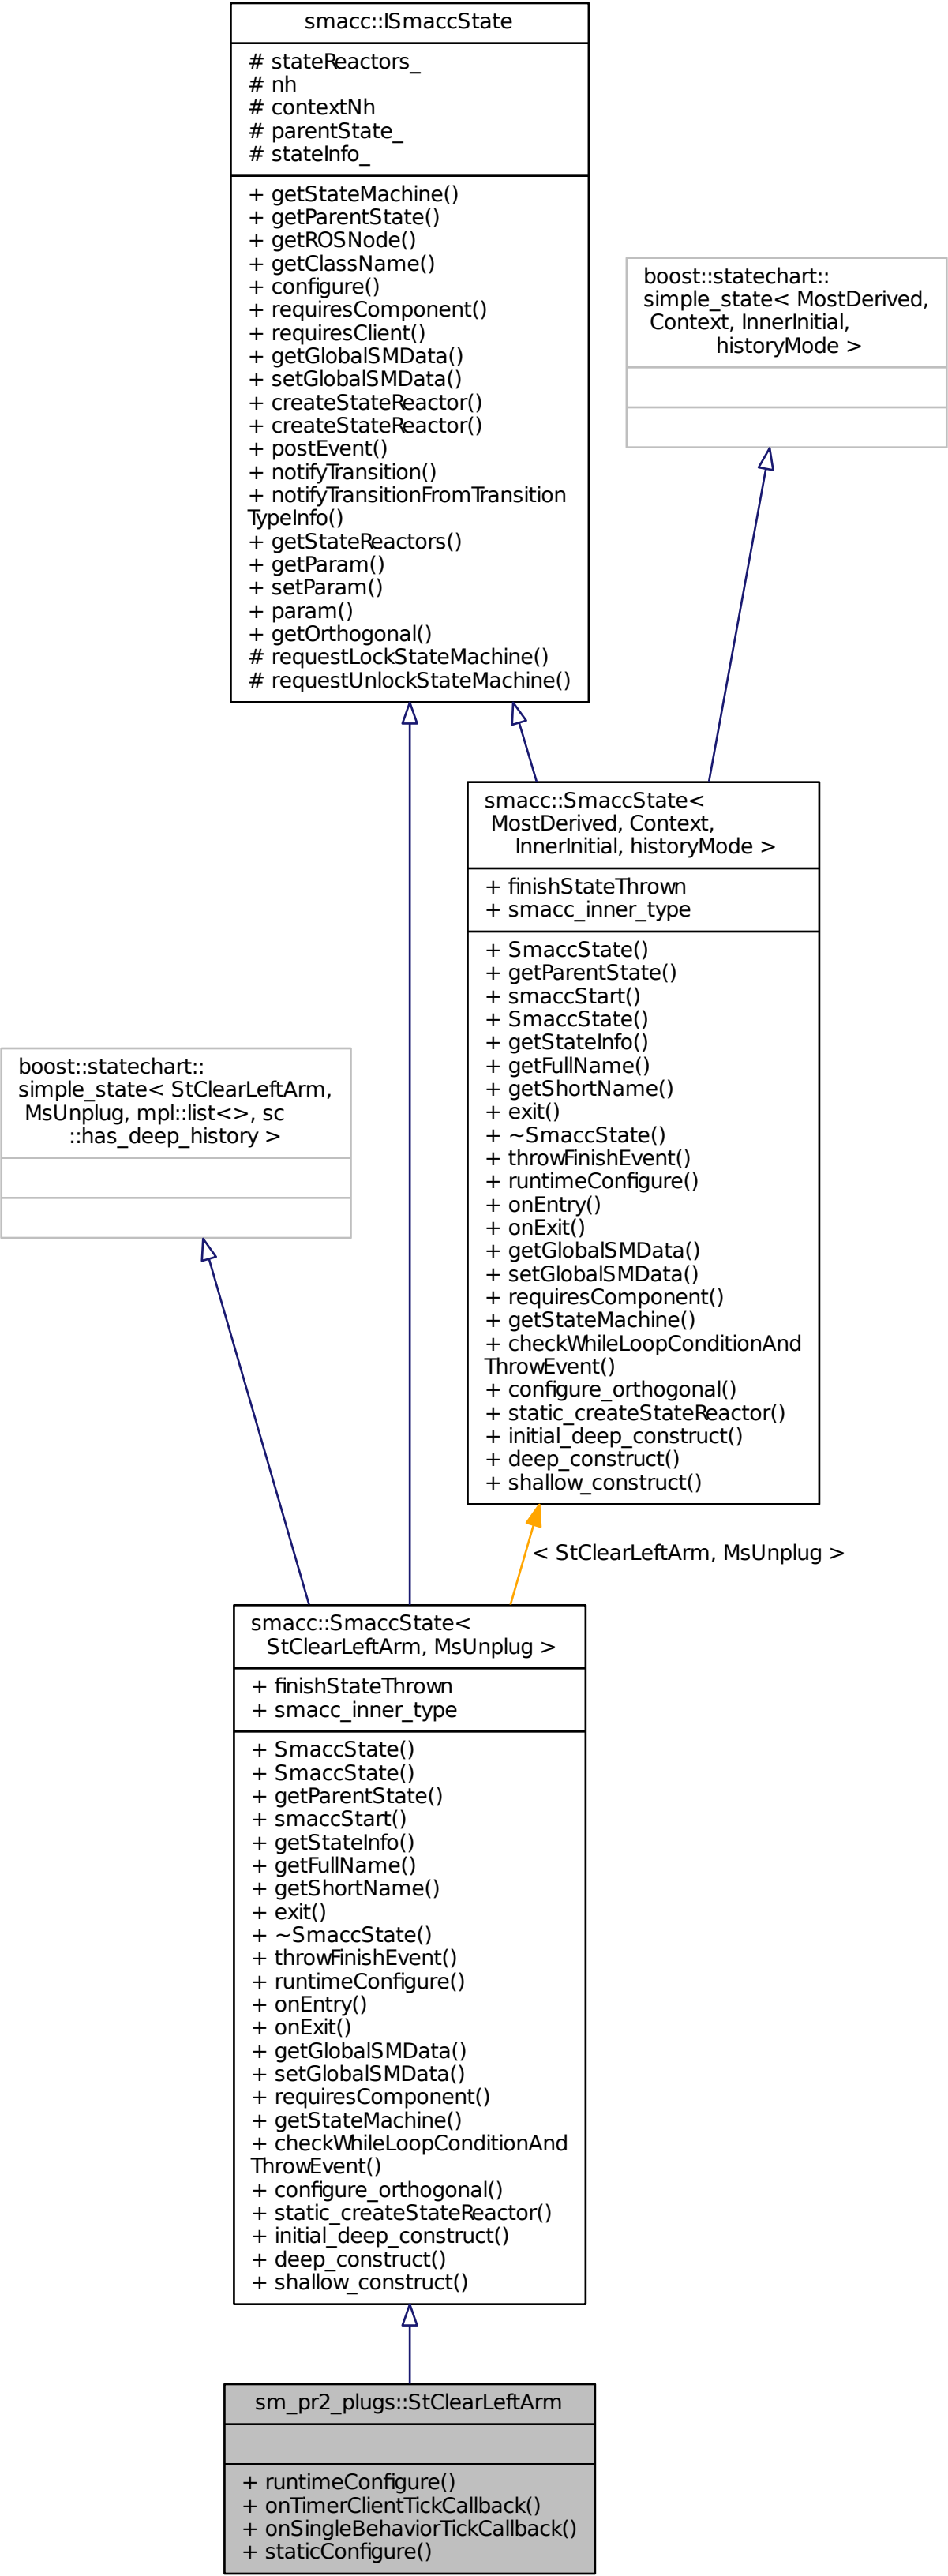 smacc::ISmaccState
# stateReactors_
# nh
# contextNh
# parentState_
# stateInfo_
+ getStateMachine()
+ getParentState()
+ getROSNode()
+ getClassName()
+ configure()
+ requiresComponent()
+ requiresClient()
+ getGlobalSMData()
+ setGlobalSMData()
+ createStateReactor()
+ createStateReactor()
+ postEvent()
+ notifyTransition()
+ notifyTransitionFromTransition
TypeInfo()
+ getStateReactors()
+ getParam()
+ setParam()
+ param()
+ getOrthogonal()
# requestLockStateMachine()
# requestUnlockStateMachine()
boost::statechart::
simple_state< MostDerived,
Context, InnerInitial,
historyMode >
smacc::SmaccState<
MostDerived, Context,
InnerInitial, historyMode >
+ finishStateThrown
+ smacc_inner_type
+ SmaccState()
+ getParentState()
+ smaccStart()
+ SmaccState()
+ getStateInfo()
+ getFullName()
+ getShortName()
+ exit()
+ ~SmaccState()
+ throwFinishEvent()
+ runtimeConfigure()
+ onEntry()
+ onExit()
+ getGlobalSMData()
+ setGlobalSMData()
+ requiresComponent()
+ getStateMachine()
+ checkWhileLoopConditionAnd
ThrowEvent()
+ configure_orthogonal()
+ static_createStateReactor()
+ initial_deep_construct()
+ deep_construct()
+ shallow_construct()
boost::statechart::
simple_state< StClearLeftArm,
MsUnplug, mpl::list<>, sc
::has_deep_history >
< StClearLeftArm, MsUnplug >
smacc::SmaccState<
StClearLeftArm, MsUnplug >
+ finishStateThrown
+ smacc_inner_type
+ SmaccState()
+ SmaccState()
+ getParentState()
+ smaccStart()
+ getStateInfo()
+ getFullName()
+ getShortName()
+ exit()
+ ~SmaccState()
+ throwFinishEvent()
+ runtimeConfigure()
+ onEntry()
+ onExit()
+ getGlobalSMData()
+ setGlobalSMData()
+ requiresComponent()
+ getStateMachine()
+ checkWhileLoopConditionAnd
ThrowEvent()
+ configure_orthogonal()
+ static_createStateReactor()
+ initial_deep_construct()
+ deep_construct()
+ shallow_construct()
sm_pr2_plugs::StClearLeftArm
+ runtimeConfigure()
+ onTimerClientTickCallback()
+ onSingleBehaviorTickCallback()
+ staticConfigure()